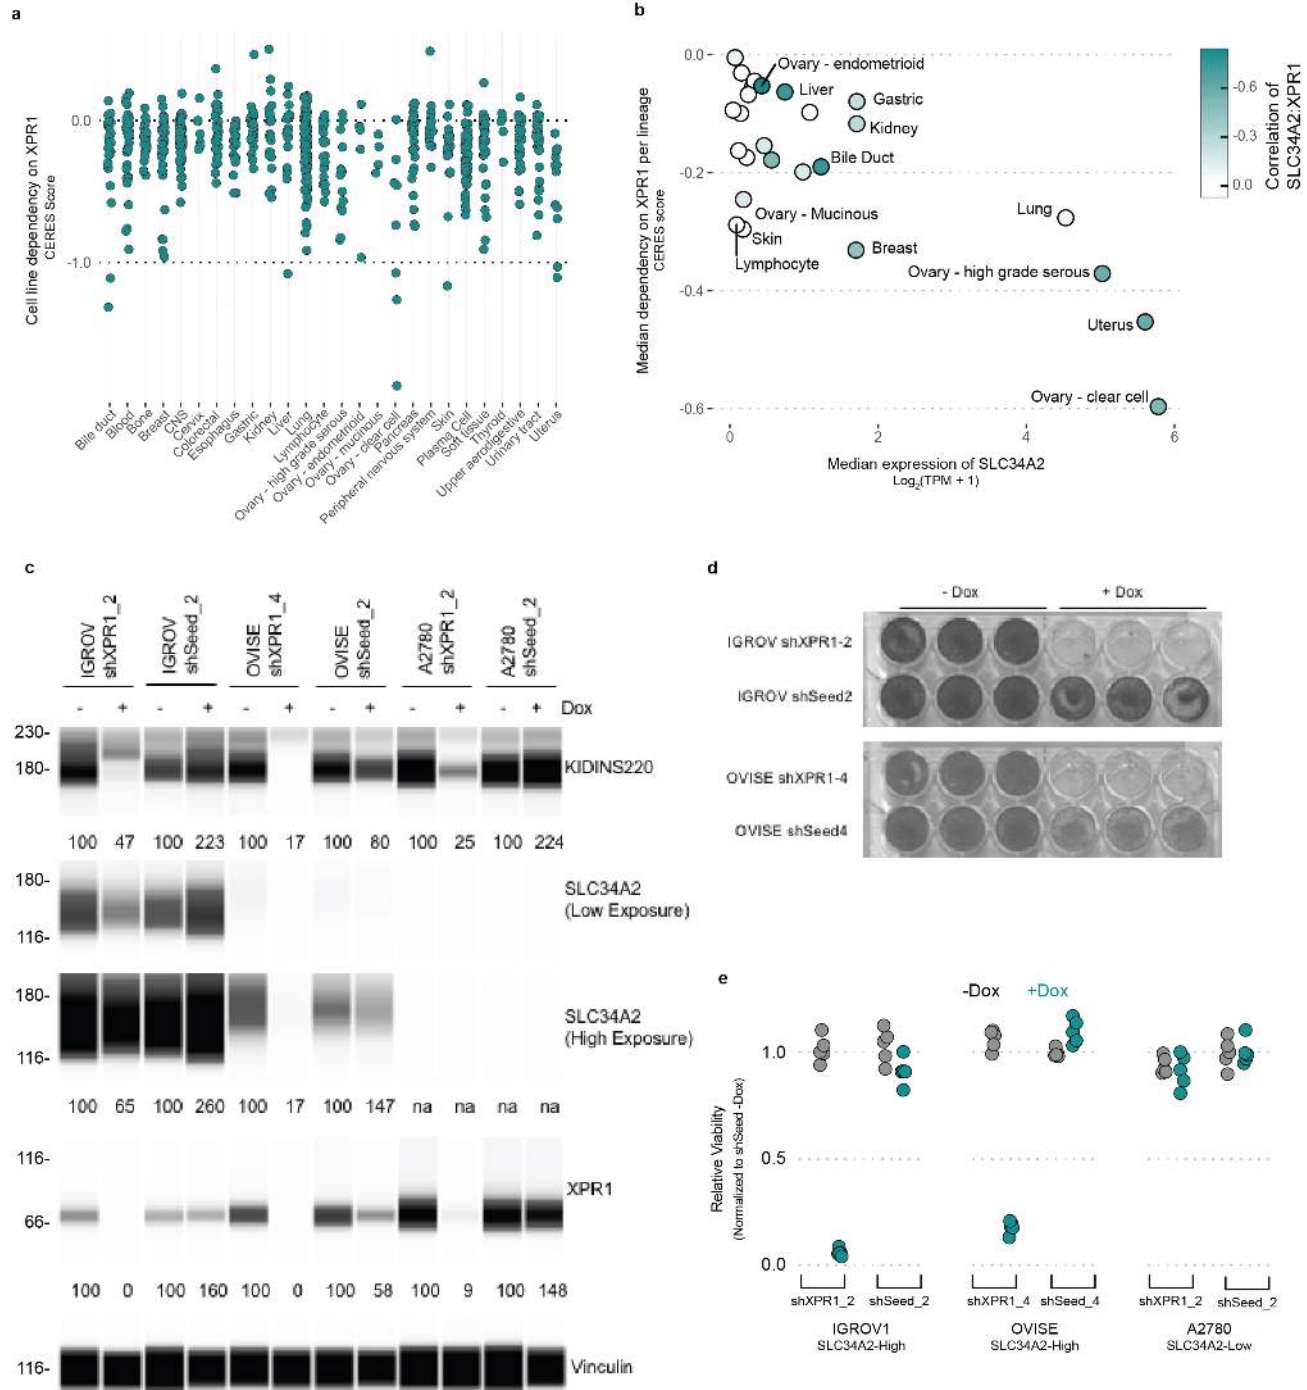 a
Cell line dependency on XPR1
CERES Score
0.0
-1.0
Bile duct
Blood
Bone
Breast
CNS
Cervix
Colorectal
Esophagus
Gastric
Kidney
Liver
Lung
Lymphocyte
Ovary - high grade serous
Ovary - endometrioid
Ovary - mucinous
Ovary - clear cell
Pancreas
Peripheral nervous system
Skin
Plasma Cell
Soft tissue
Thyroid
Upper aerodigestive
Urinary tract
Uterus
b
Median dependency on XPR1 per lineage
CERES score
0.0
-0.2
-0.4
-0.6
Ovary - endometrioid
Liver
Gastric
Kidney
Bile Duct
Ovary - Mucinous
Skin
Lymphocyte
Breast
Lung
Ovary - high grade serous
Uterus
Ovary - clear cell
0
2
4
6
Median expression of SLC34A2
Log2(TPM + 1)
-0.6
-0.3
0.0
Correlation of
SLC34A2:XPR1
c
IGROV
shXPR1_2
IGROV
shSeed_2
OVISE
shXPR1_4
OVISE
shSeed_2
A2780
shXPR1_2
A2780
shSeed_2
- + - + - + - + - + - + Dox
230-
180-
KIDINS220
100 47 100 223 100 17 100 80 100 25 100 224
180-
116-
SLC34A2
(Low Exposure)
180-
116-
SLC34A2
(High Exposure)
100 65 100 260 100 17 100 147 na na na na
116-
66-
XPR1
100 0 100 160 100 0 100 58 100 9 100 148
116-
Vinculin
d
- Dox + Dox
IGROV shXPR1-2
IGROV shSeed2
OVISE shXPR1-4
OVISE shSeed4
e
-Dox +Dox
Relative Viability
(Normalized to shSeed -Dox)
1.0
0.5
0.0
shXPR1_2 shSeed_2 shXPR1_4 shSeed_4 shXPR1_2 shSeed_2
IGROV1 OVISE A2780
SLC34A2-High SLC34A2-High SLC34A2-Low